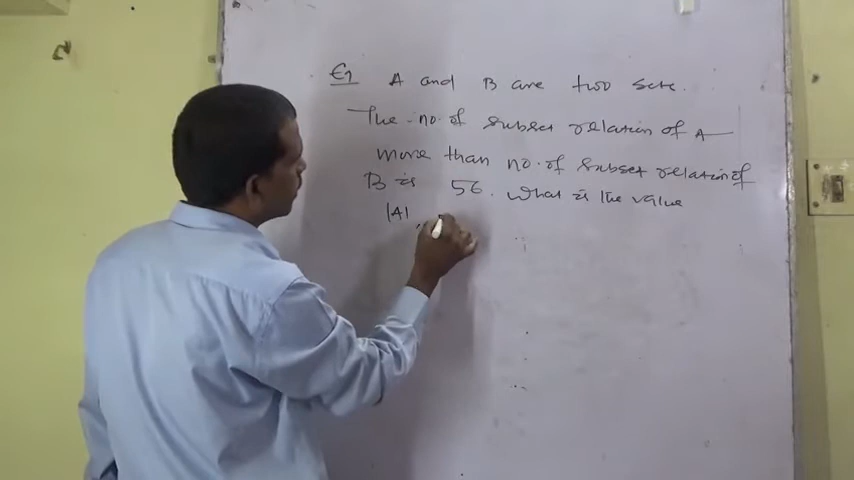 Eg A and B are two sets.
The no. of subset relation of A
more than no. of subset relation of
B is 56. what is the value
|A|